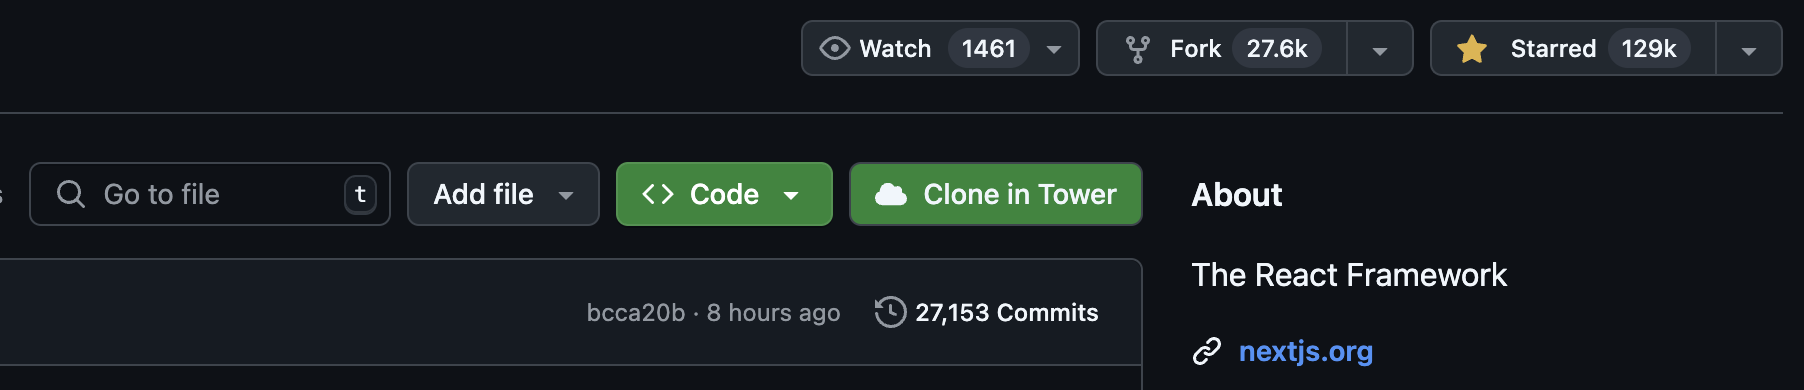 Watch 1461 Fork 27.6k Starred 129k
Go to file t Add file Code Clone in Tower
About
The React Framework
bcca20b · 8 hours ago 27,153 Commits
nextjs.org